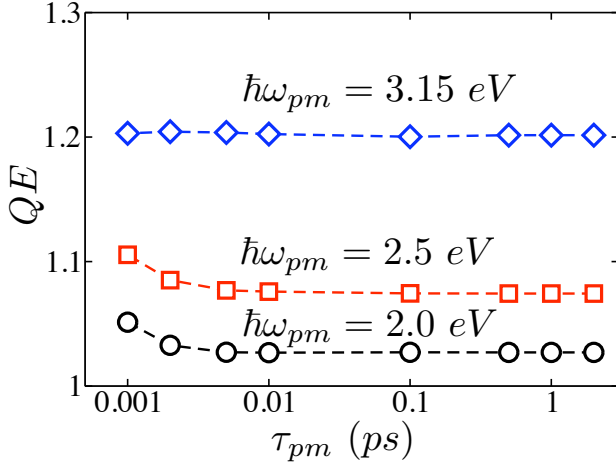 1.3
ħω_pm = 3.15 eV
1.2
QE
ħω_pm = 2.5 eV
1.1
ħω_pm = 2.0 eV
1
0.001 0.01 0.1 1
τ_pm (ps)